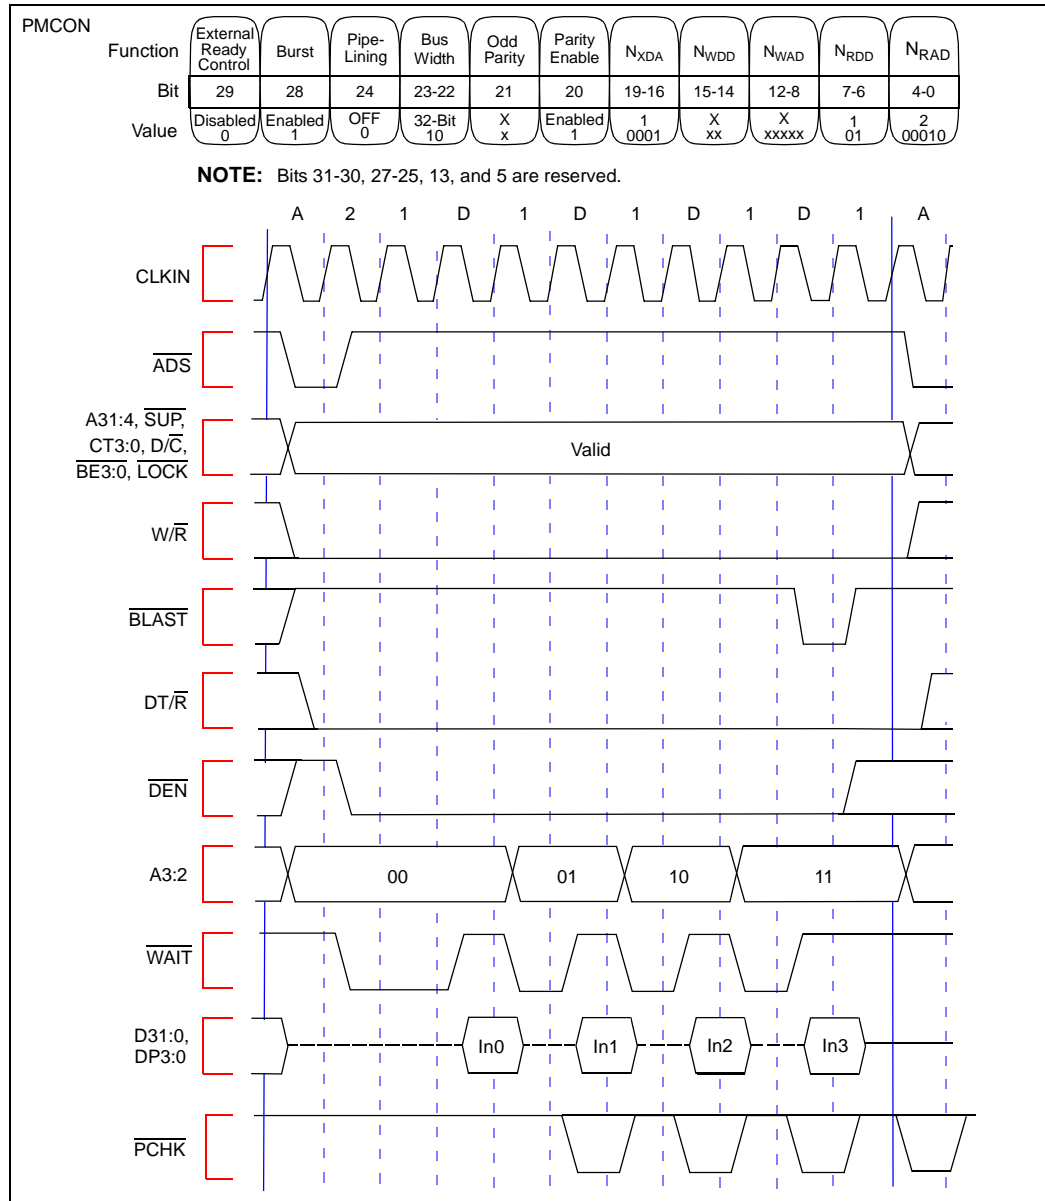 PMCON
Function External Ready Control Burst Pipe- Lining Bus Width Odd Parity Parity Enable NXDA NWDD NWAD NRDD NRAD
Bit 29 28 24 23-22 21 20 19-16 15-14 12-8 7-6 4-0
Value Disabled 0 Enabled 1 OFF 0 32-Bit 10 X x Enabled 1 1 0001 X xx X xxxxx 1 01 2 00010
NOTE: Bits 31-30, 27-25, 13, and 5 are reserved.
A 2 1 D 1 D 1 D 1 D 1 A
CLKIN
ADS
A31:4, SUP,
CT3:0, D/C,
BE3:0, LOCK
Valid
W/R
BLAST
DT/R
DEN
A3:2 00 01 10 11
WAIT
D31:0,
DP3:0
In0 In1 In2 In3
PCHK